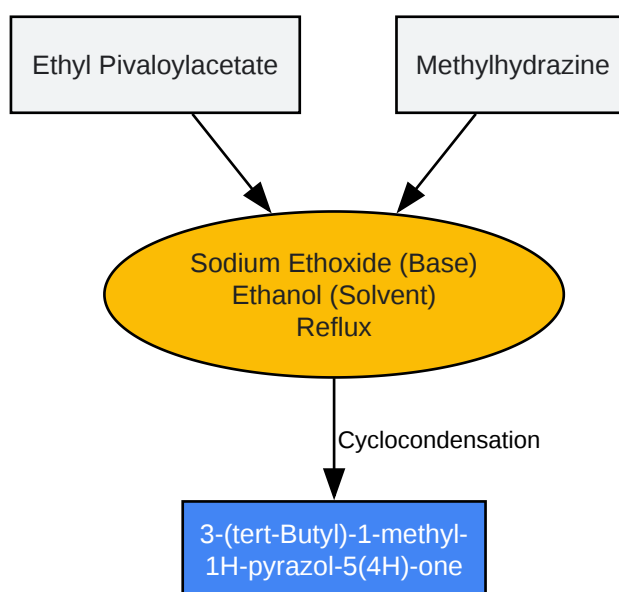 Ethyl Pivaloylacetate
Methylhydrazine
Sodium Ethoxide (Base)
Ethanol (Solvent)
Reflux
Cyclocondensation
3-(tert-Butyl)-1-methyl-
1H-pyrazol-5(4H)-one